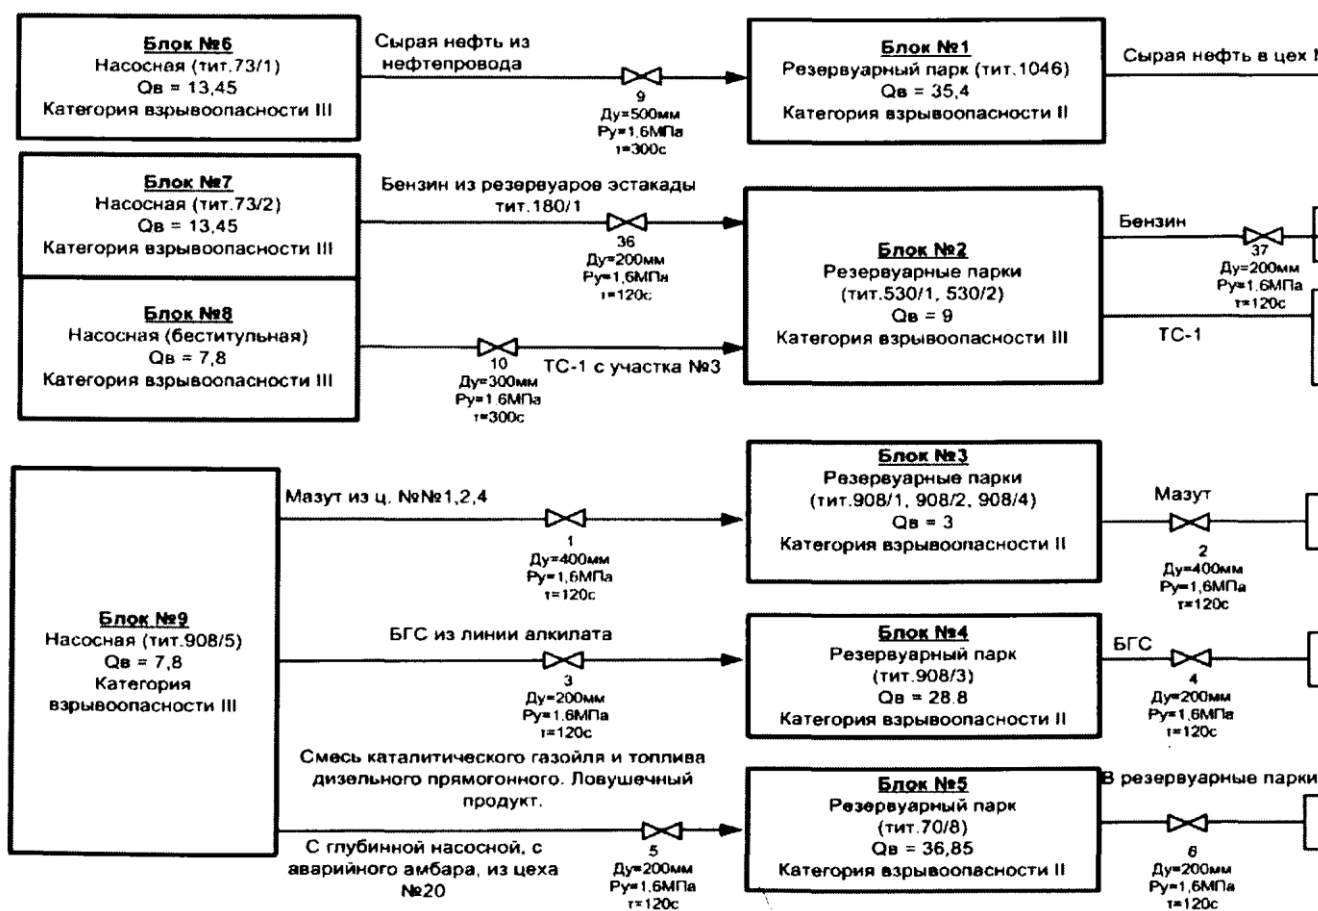 Блок №6
Насосная (тит.73/1)
Qв = 13,45
Категория взрывоопасности III
Сырая нефть из
нефтепровода
9
Ду=500мм
Ру=1,6МПа
τ=300с
Блок №1
Резервуарный парк (тит.1046)
Qв = 35,4
Категория взрывоопасности II
Сырая нефть в цех
Блок №7
Насосная (тит.73/2)
Qв = 13,45
Категория взрывоопасности III
Бензин из резервуаров эстакады
тит.180/1
36
Ду=200мм
Ру=1,6МПа
τ=120с
Блок №8
Насосная (беститульная)
Qв = 7,8
Категория взрывоопасности III
10
Ду=300мм
Ру=1,6МПа
τ=300с
ТС-1 с участка №3
Блок №2
Резервуарные парки
(тит.530/1, 530/2)
Qв = 9
Категория взрывоопасности III
Бензин
37
Ду=200мм
Ру=1,6МПа
τ=120с
ТС-1
Блок №9
Насосная (тит.908/5)
Qв = 7,8
Категория
взрывоопасности III
Мазут из ц. №№1,2,4
1
Ду=400мм
Ру=1,6МПа
τ=120с
Блок №3
Резервуарные парки
(тит.908/1, 908/2, 908/4)
Qв = 3
Категория взрывоопасности II
Мазут
2
Ду=400мм
Ру=1,6МПа
τ=120с
БГС из линии алкилата
3
Ду=200мм
Ру=1,6МПа
τ=120с
Блок №4
Резервуарный парк
(тит.908/3)
Qв = 28.8
Категория взрывоопасности II
БГС
4
Ду=200мм
Ру=1,6МПа
τ=120с
Смесь каталитического газойля и топлива
дизельного прямогонного. Ловушечный
продукт.
С глубинной насосной, с
аварийного амбара, из цеха
№20
5
Ду=200мм
Ру=1,6МПа
τ=120с
Блок №5
Резервуарный парк
(тит.70/8)
Qв = 36,85
Категория взрывоопасности II
В резервуарные парки
6
Ду=200мм
Ру=1,6МПа
τ=120с